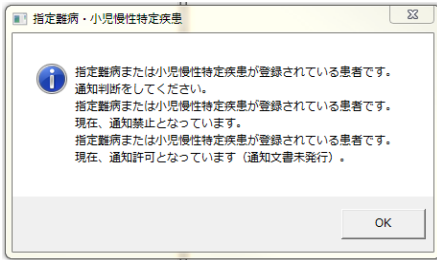 指定難病・小児慢性特定疾患
指定難病または小児慢性特定疾患が登録されている患者です。
通知判断をしてください。
指定難病または小児慢性特定疾患が登録されている患者です。
現在、通知禁止となっています。
指定難病または小児慢性特定疾患が登録されている患者です。
現在、通知許可となっています（通知文書未発行）。
OK